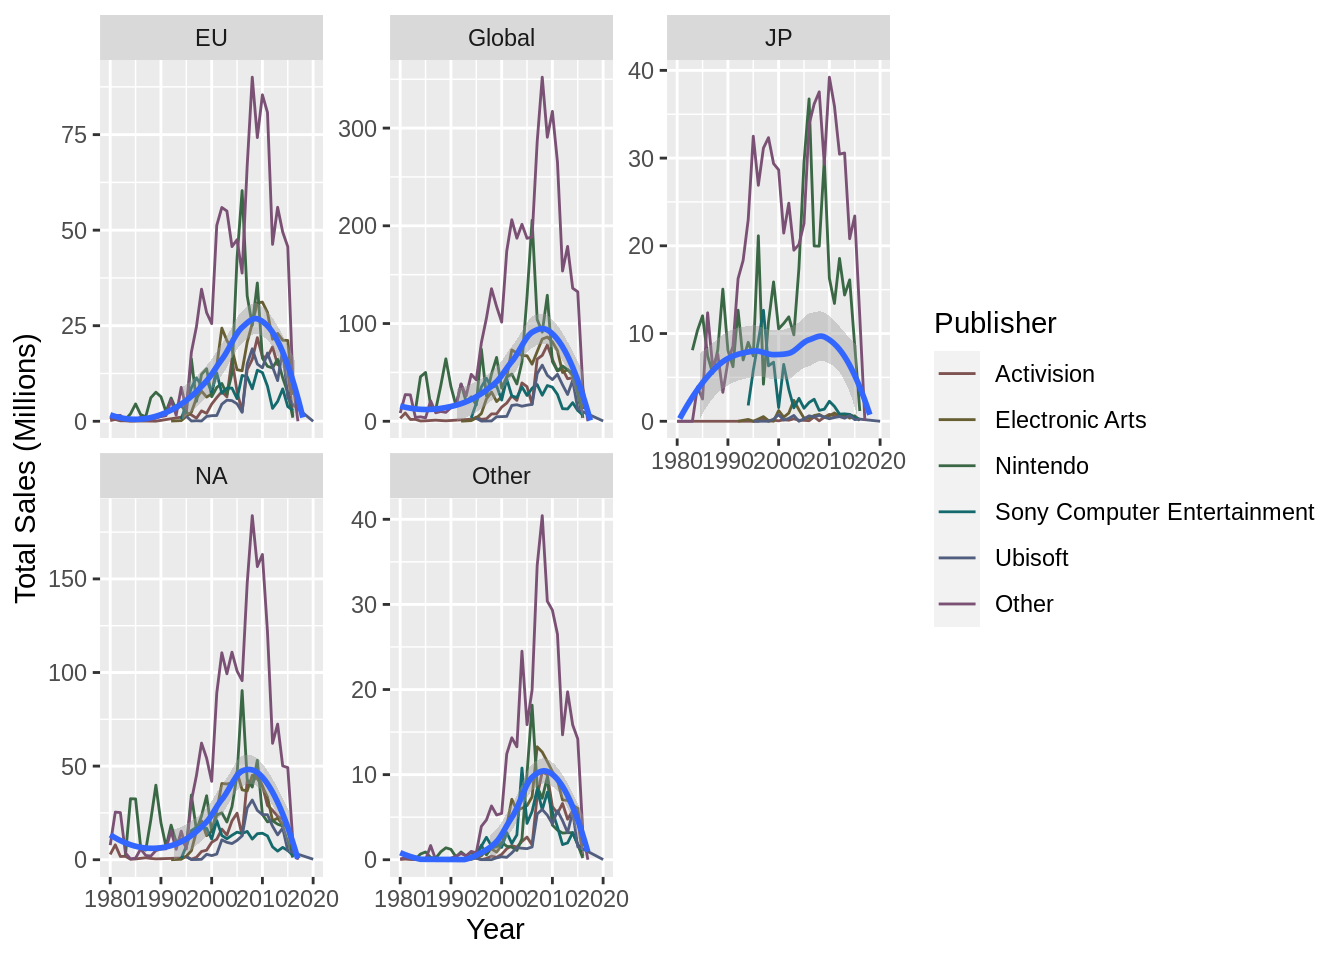 EU
Global
JP
75
50
25
0
300
200
100
0
40
30
20
10
0
1980 1990 2000 2010 2020
NA
Other
150
100
50
0
40
30
20
10
0
1980 1990 2000 2010 2020
1980 1990 2000 2010 2020
Year
Total Sales (Millions)
Publisher
Activision
Electronic Arts
Nintendo
Sony Computer Entertainment
Ubisoft
Other